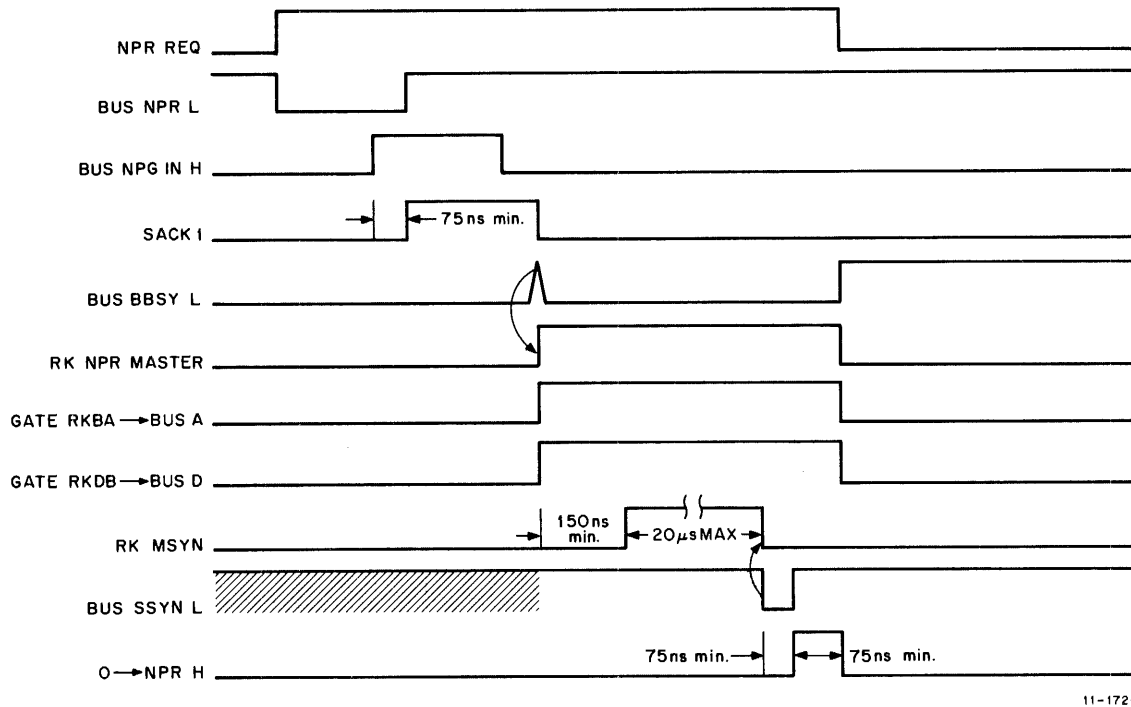 NPR REQ
BUS NPR L
BUS NPG IN H
75ns min.
SACK 1
BUS BBSY L
RK NPR MASTER
GATE RKBA→BUS A
GATE RKDB→BUS D
150ns
min.
20µs MAX
RK MSYN
BUS SSYN L
75ns min. 75ns min.
0→NPR H
11-172